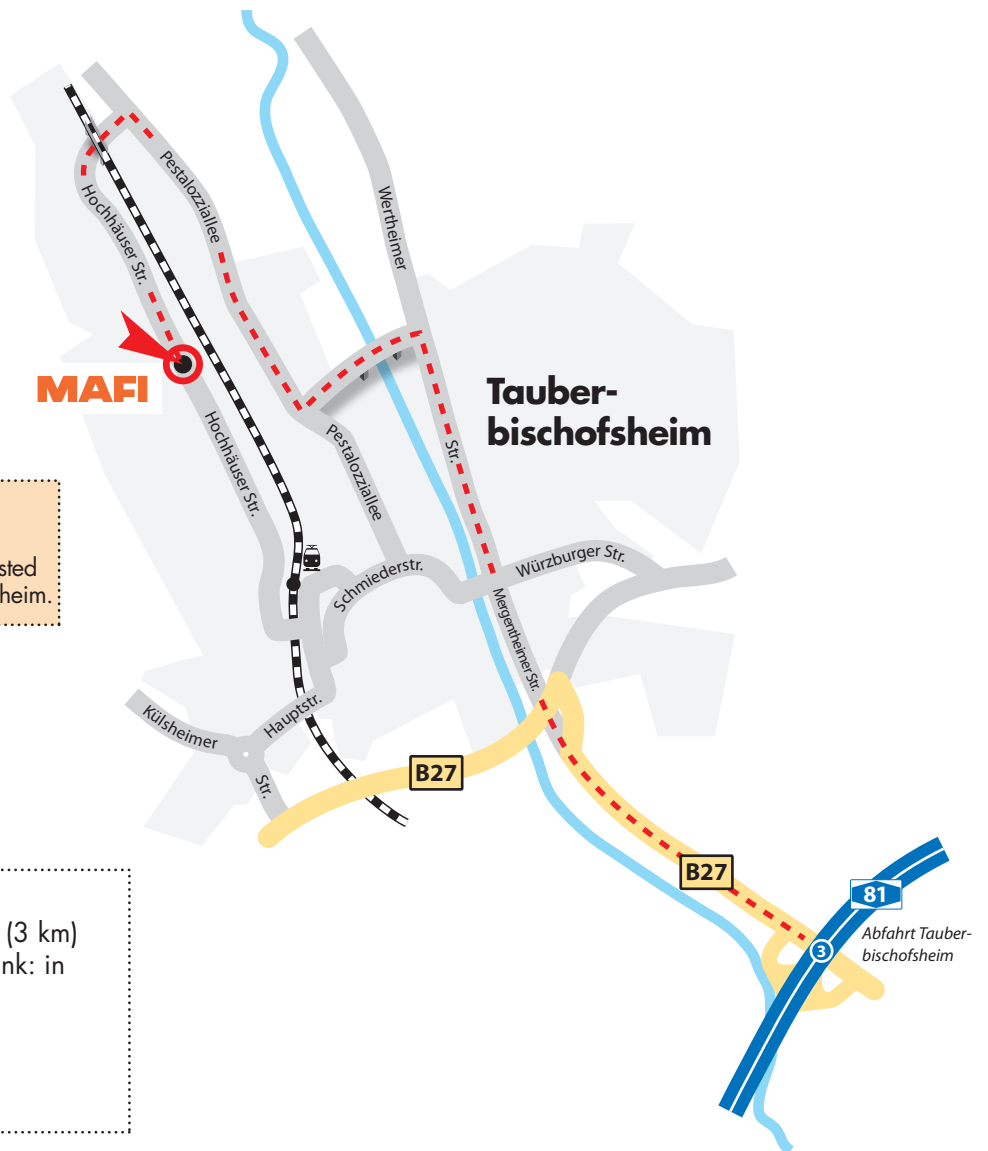 Pestalozziallee
Wertheimer
Hochhäuser Str.
MAFI
Tauber-
bischofsheim
Str.
Hochhäuser Str.
Pestalozziallee
sted
heim.
Schmiederstr.
Würzburger Str.
Mergentheimer Str.
Külsheimer
Hauptstr.
Str.
B27
B27
81
(3 km)
nk: in
3
Abfahrt Tauber-
bischofsheim